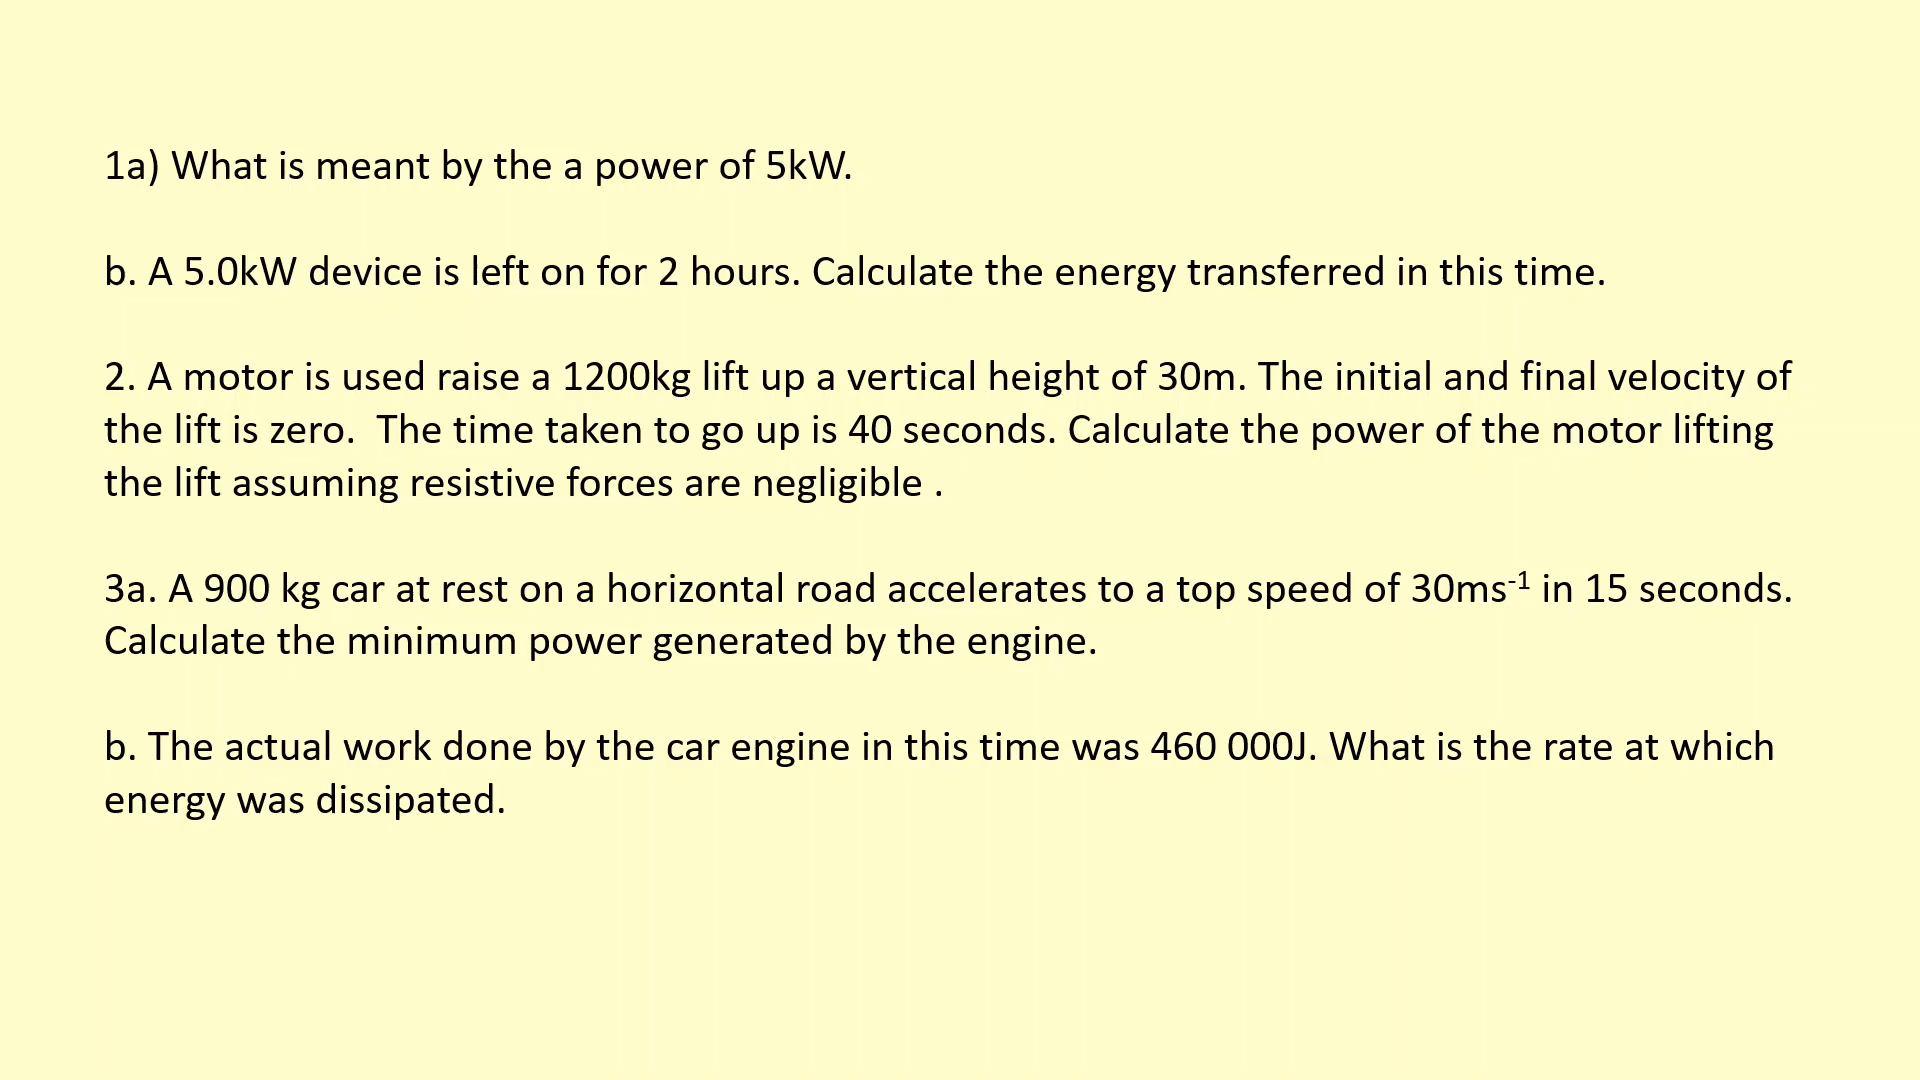 1a) What is meant by the a power of 5kW.
b. A 5.0kW device is left on for 2 hours. Calculate the energy transferred in this time.
2. A motor is used raise a 1200kg lift up a vertical height of 30m. The initial and final velocity of
the lift is zero.  The time taken to go up is 40 seconds. Calculate the power of the motor lifting
the lift assuming resistive forces are negligible .
3a. A 900 kg car at rest on a horizontal road accelerates to a top speed of 30ms⁻¹ in 15 seconds.
Calculate the minimum power generated by the engine.
b. The actual work done by the car engine in this time was 460 000J. What is the rate at which
energy was dissipated.